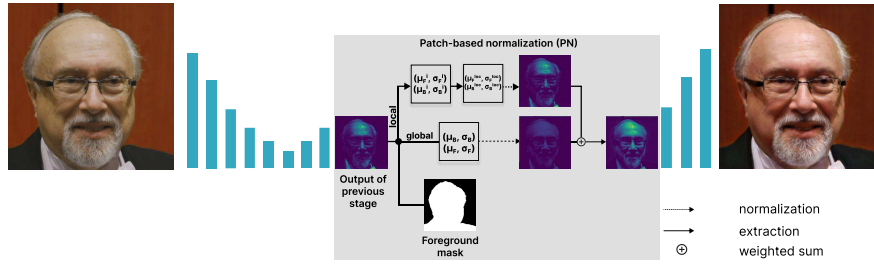 Patch-based normalization (PN)
(μ_F^i, σ_F^i)
(μ_B^i, σ_B^i)
(μ_F^loc, σ_F^loc)
(μ_B^loc, σ_B^loc)
local
global
(μ_B, σ_B)
(μ_F, σ_F)
Output of
previous
stage
Foreground
mask
normalization
extraction
weighted sum